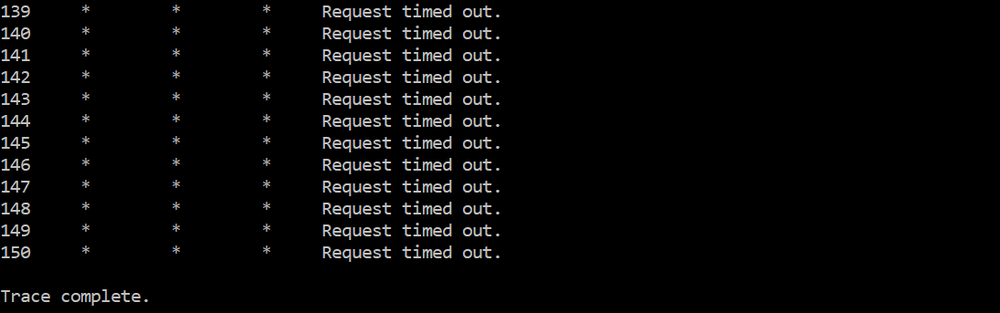 139 * * * Request timed out.
140 * * * Request timed out.
141 * * * Request timed out.
142 * * * Request timed out.
143 * * * Request timed out.
144 * * * Request timed out.
145 * * * Request timed out.
146 * * * Request timed out.
147 * * * Request timed out.
148 * * * Request timed out.
149 * * * Request timed out.
150 * * * Request timed out.
Trace complete.